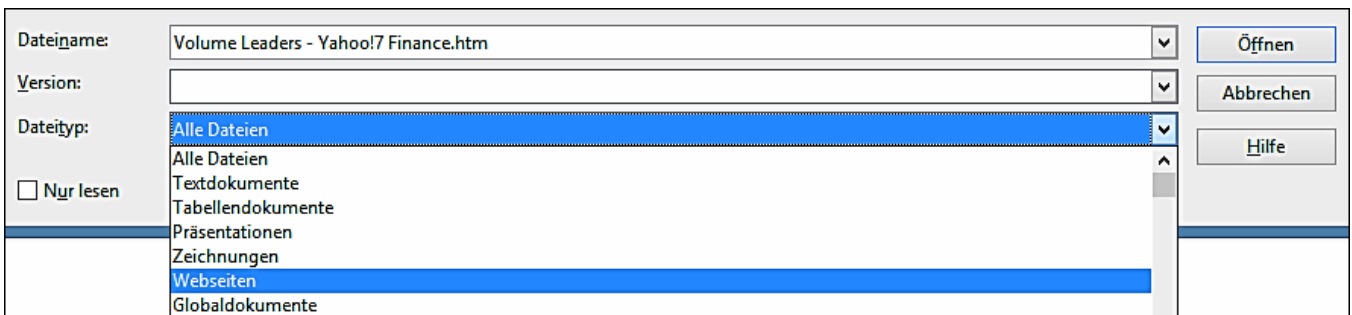 Dateiname: Volume Leaders - Yahoo!7 Finance.htm Öffnen
Version: Abbrechen
Dateityp: Alle Dateien Hilfe
Alle Dateien
Nur lesen Textdokumente
Tabellendokumente
Präsentationen
Zeichnungen
Webseiten
Globaldokumente